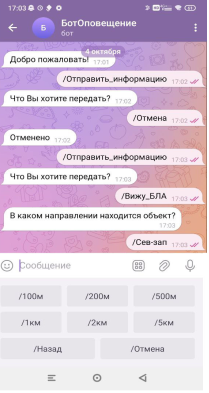 17:03
БотОповещение
бот
4 октября
Добро пожаловать! 17:01
/Отправить_информацию
17:02
Что Вы хотите передать? 17:02
/Отмена 17:02
Отменено 17:02
/Отправить_информацию
17:03
Что Вы хотите передать?
17:03
/Вижу_БЛА 17:03
В каком направлении находится объект?
17:03
/Сев-зап 17:03
Сообщение
/100м /200м /500м
/1км /2км /5км
/Назад /Отмена